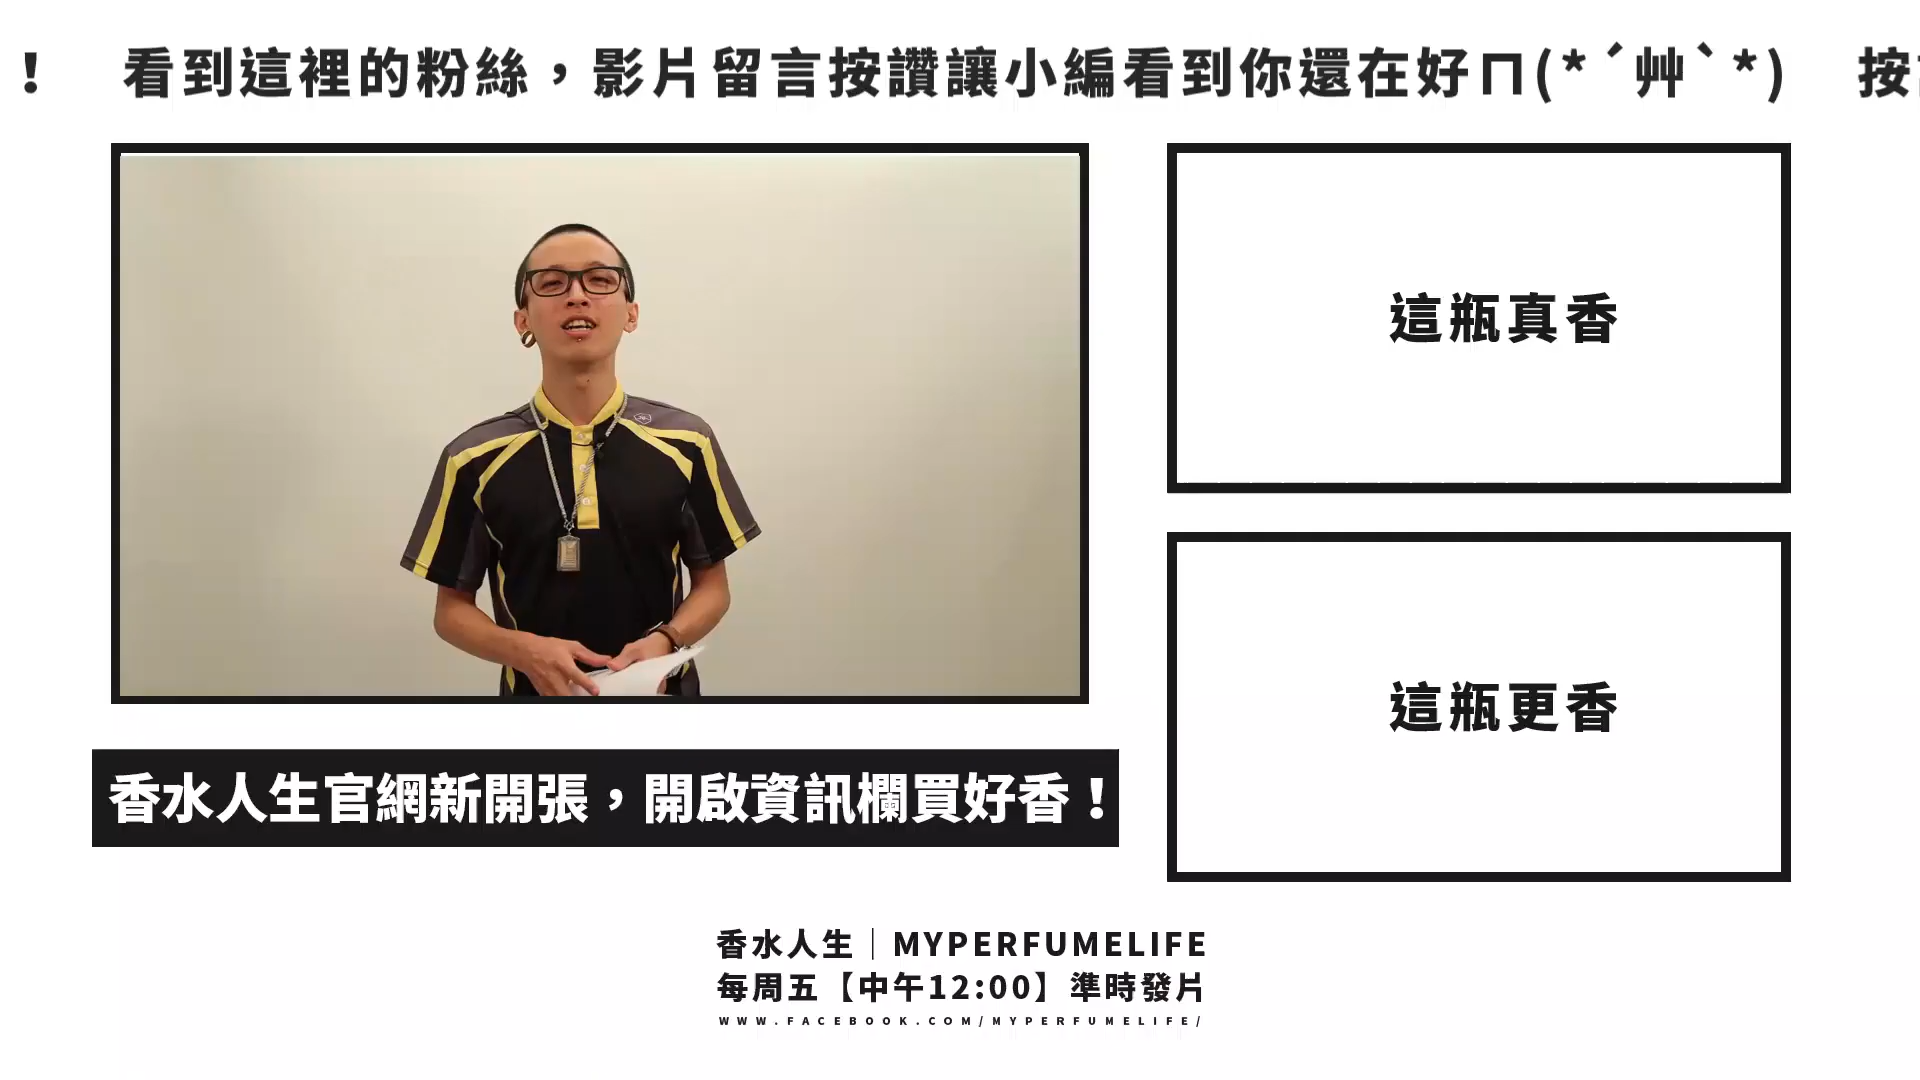 ！ 看到這裡的粉絲，影片留言按讚讓小編看到你還在好ㄇ(*ˊ艸ˋ*) 按
這瓶真香
這瓶更香
香水人生官網新開張，開啟資訊欄買好香！
香水人生｜MYPERFUMELIFE
每周五【中午12:00】準時發片
WWW.FACEBOOK.COM/MYPERFUMELIFE/